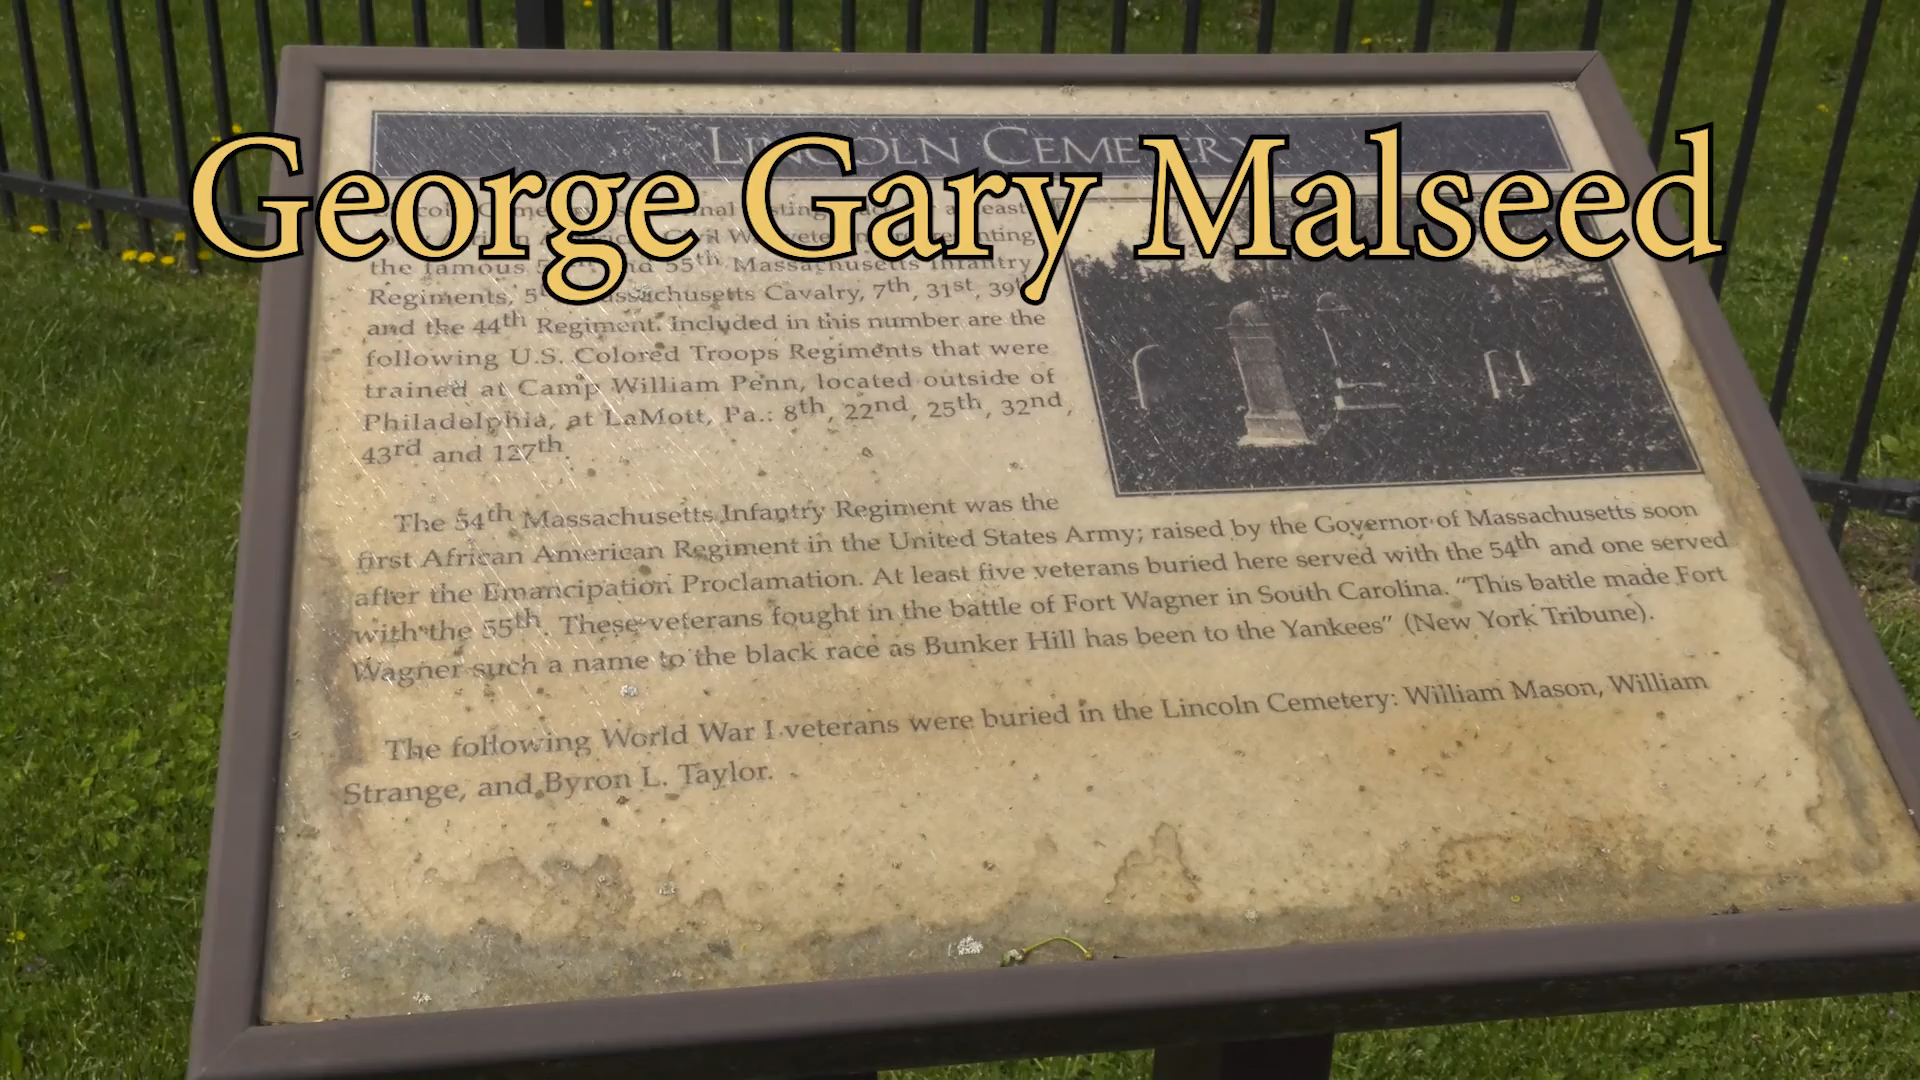 George Gary Malseed
LINCOLN CEMETERY
the famous and 55th Massachusetts Infantry
Regiments, 5th Massachusetts Cavalry, 7th, 31st, 39th
and the 44th Regiment. Included in this number are the
following U.S. Colored Troops Regiments that were
trained at Camp William Penn, located outside of
Philadelphia, at LaMott, Pa.: 8th, 22nd, 25th, 32nd,
43rd and 127th.
The 54th Massachusetts Infantry Regiment was the
first African American Regiment in the United States Army; raised by the Governor of Massachusetts soon
after the Emancipation Proclamation. At least five veterans buried here served with the 54th and one served
with the 55th. These veterans fought in the battle of Fort Wagner in South Carolina. "This battle made Fort
Wagner such a name to the black race as Bunker Hill has been to the Yankees" (New York Tribune).
The following World War I veterans were buried in the Lincoln Cemetery: William Mason, William
Strange, and Byron L. Taylor.